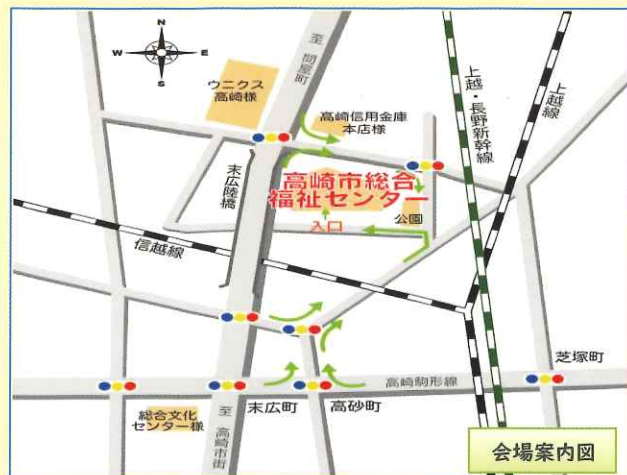 N
W
E
S
至
問屋町
ウニクス
高崎様
高崎信用金庫
本店様
上越・長野新幹線
上越線
末広陸橋
高崎市総合
福祉センター
入口
公園
信越線
芝塚町
高崎駒形線
末広町
高砂町
総合文化
センター様
至
高崎市街
会場案内図